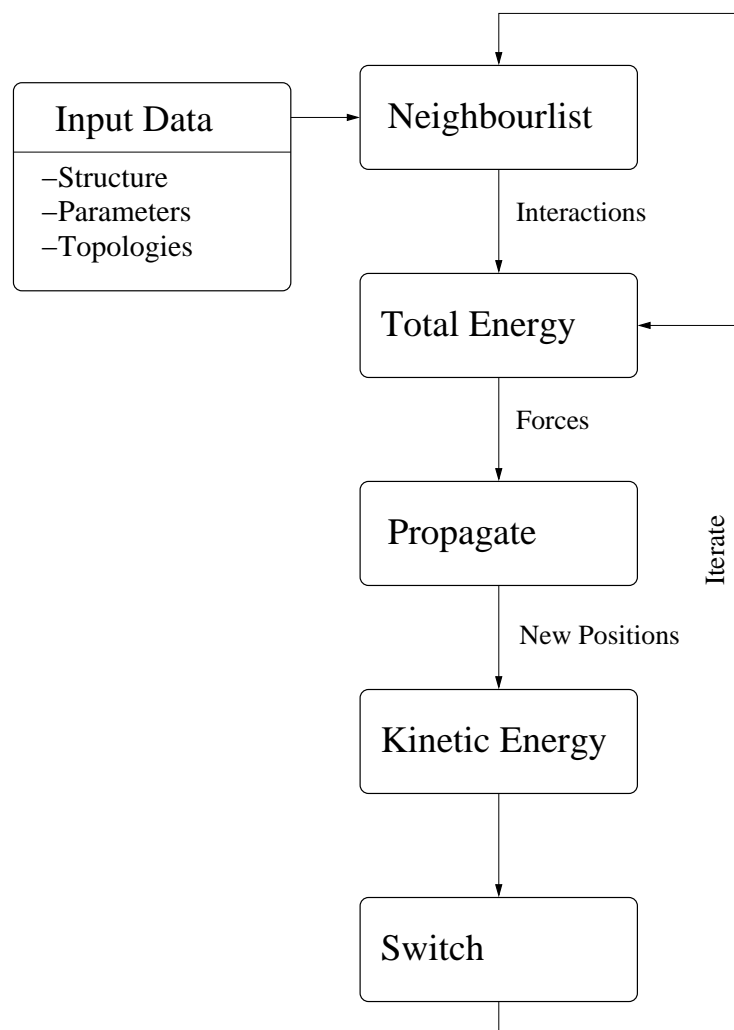 Input Data
–Structure
–Parameters
–Topologies
Neighbourlist
Interactions
Total Energy
Forces
Propagate
New Positions
Kinetic Energy
Switch
Iterate